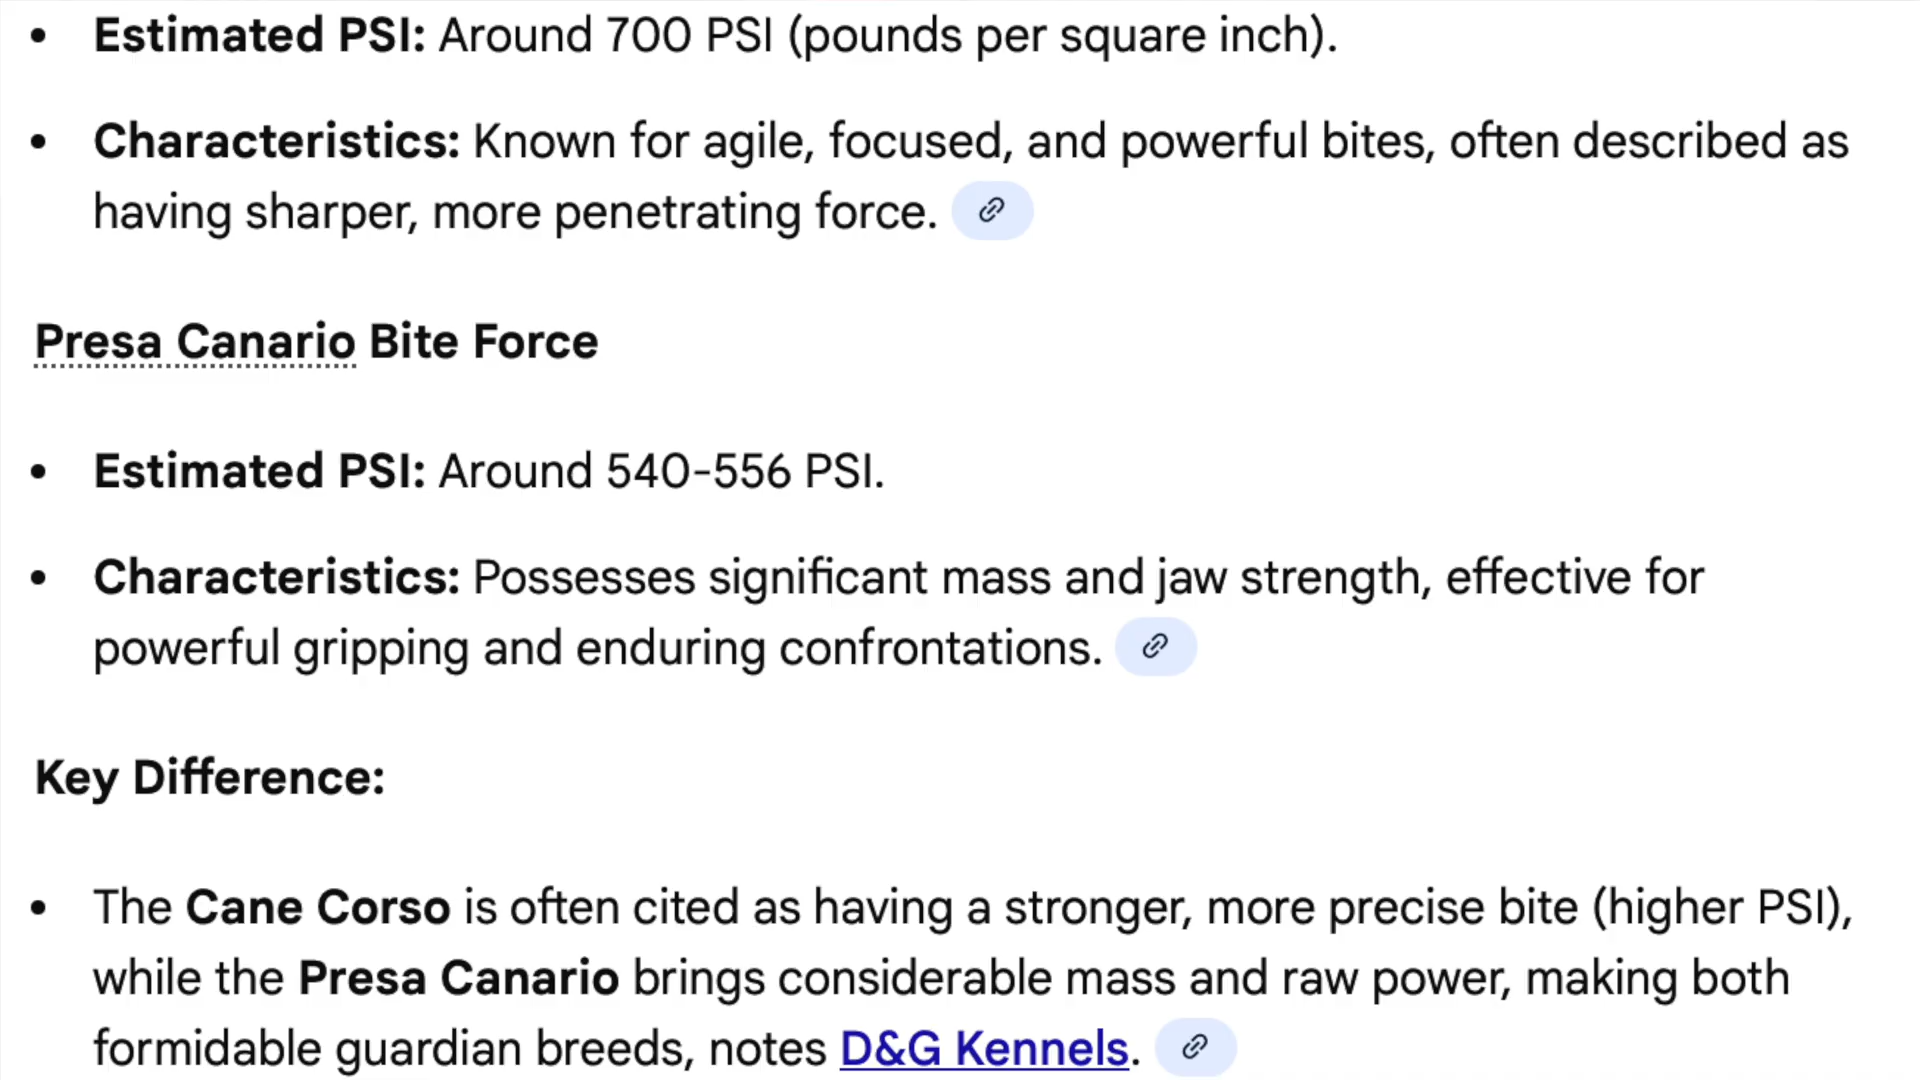 • Estimated PSI: Around 700 PSI (pounds per square inch).
• Characteristics: Known for agile, focused, and powerful bites, often described as
having sharper, more penetrating force.
Presa Canario Bite Force
• Estimated PSI: Around 540-556 PSI.
• Characteristics: Possesses significant mass and jaw strength, effective for
powerful gripping and enduring confrontations.
Key Difference:
• The Cane Corso is often cited as having a stronger, more precise bite (higher PSI),
while the Presa Canario brings considerable mass and raw power, making both
formidable guardian breeds, notes D&G Kennels.